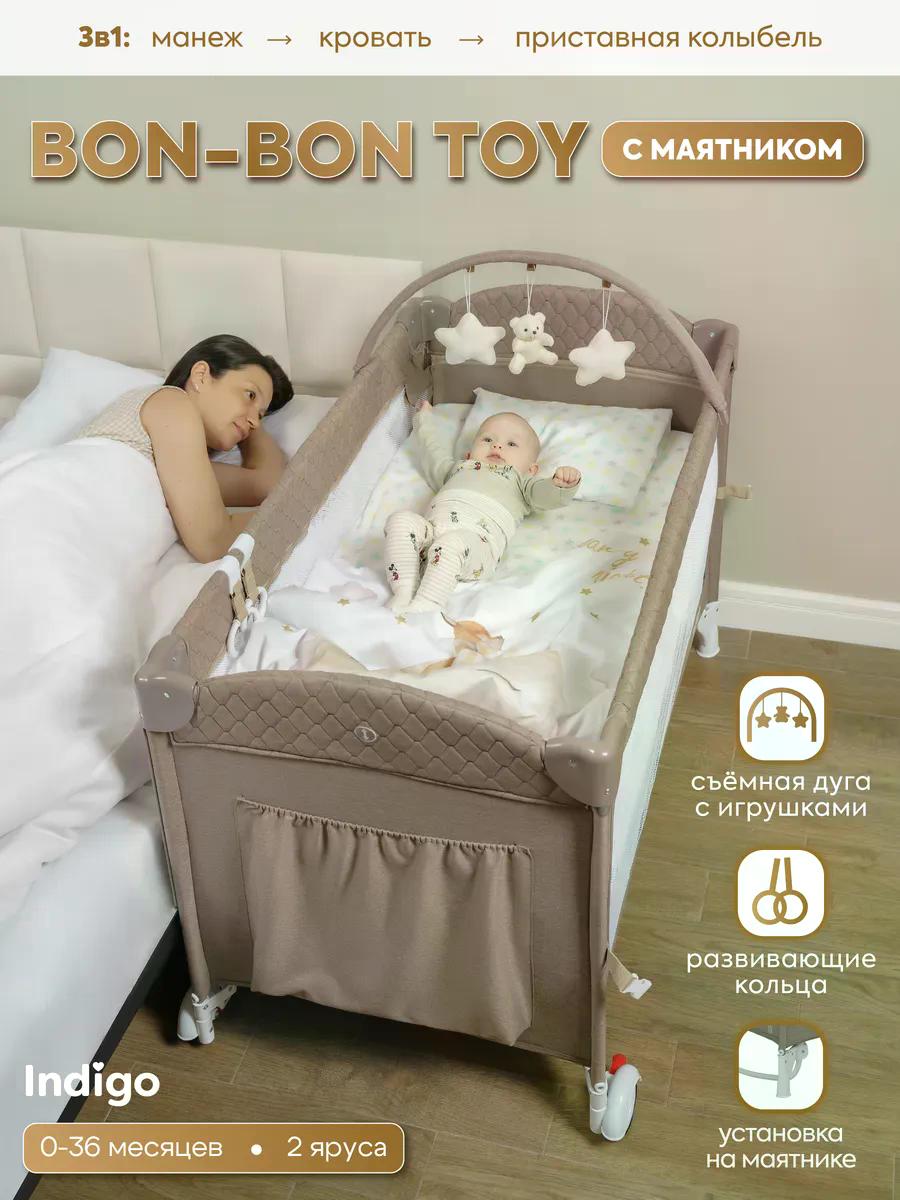 3в1: манеж → кровать → приставная колыбель
BON-BON TOY
С МАЯТНИКОМ
съёмная дуга
с игрушками
развивающие
кольца
установка
на маятнике
Indigo
0-36 месяцев • 2 яруса